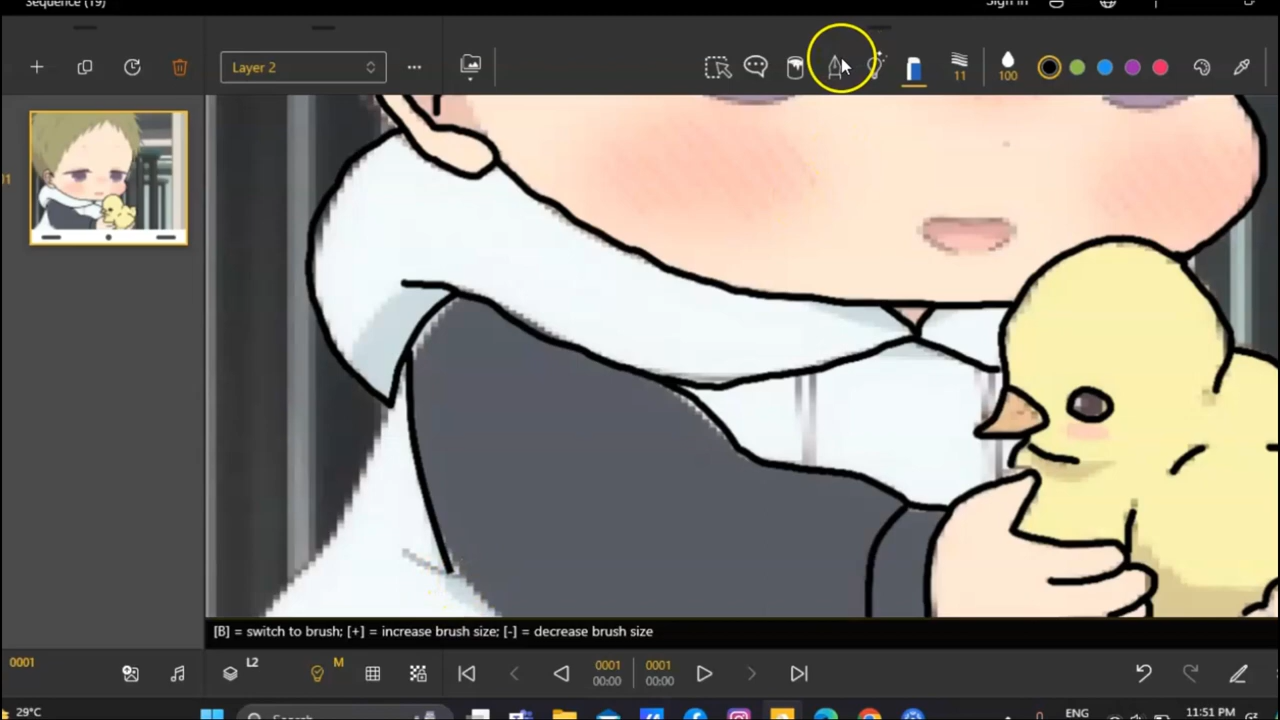 Sequence (19)
Sign in
Layer 2
11
100
01
[B] = switch to brush; [+] = increase brush size; [-] = decrease brush size
0001
L2
M
0001
00:00
0001
00:00
29°C
Search
ENG
11:51 PM